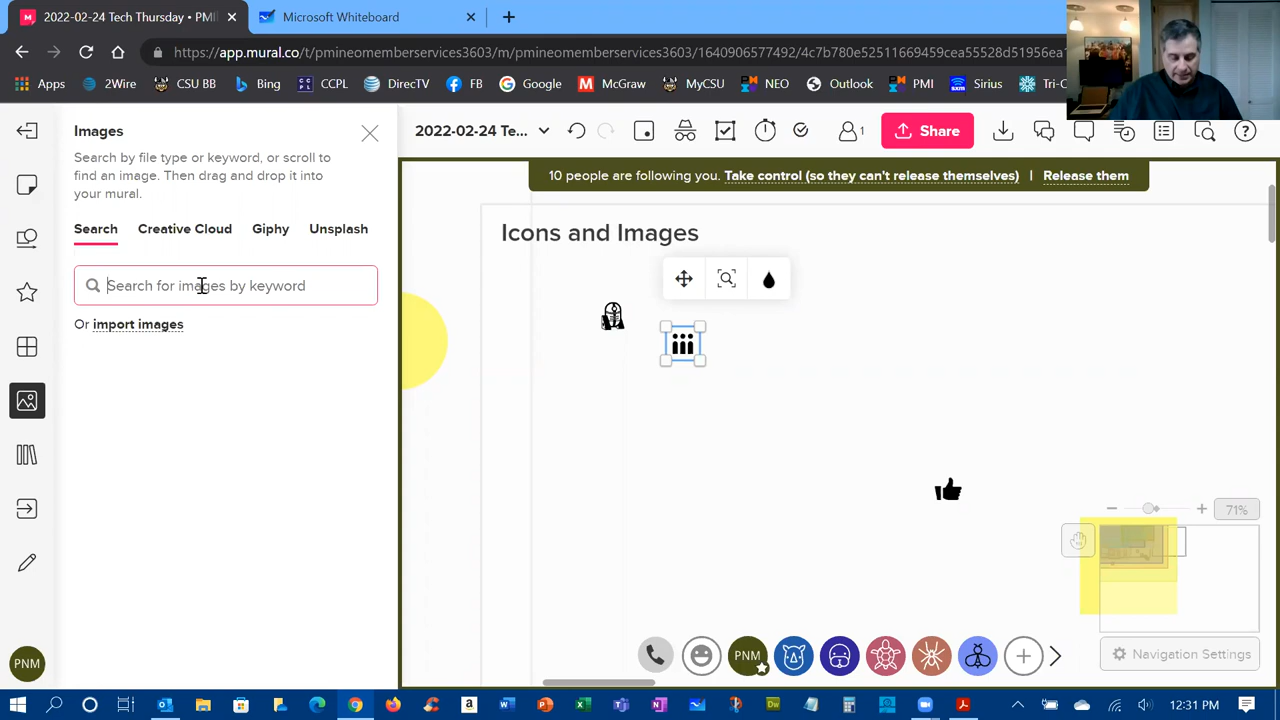 2022-02-24 Tech Thursday • PMI
Microsoft Whiteboard
https://app.mural.co/t/pmineomemberservices3603/m/pmineomemberservices3603/1640906577492/4c7b780e52511669459cea55528d51956ea
Apps
2Wire
CSU BB
Bing
CCPL
DirecTV
FB
Google
McGraw
MyCSU
NEO
Outlook
PMI
Sirius
Tri-C
Images
2022-02-24 Te...
1
Share
Search by file type or keyword, or scroll to
find an image. Then drag and drop it into
your mural.
10 people are following you. Take control (so they can't release themselves) | Release them
Search
Creative Cloud
Giphy
Unsplash
Icons and Images
Search for images by keyword
Or import images
71%
PNM
PNM
Navigation Settings
12:31 PM